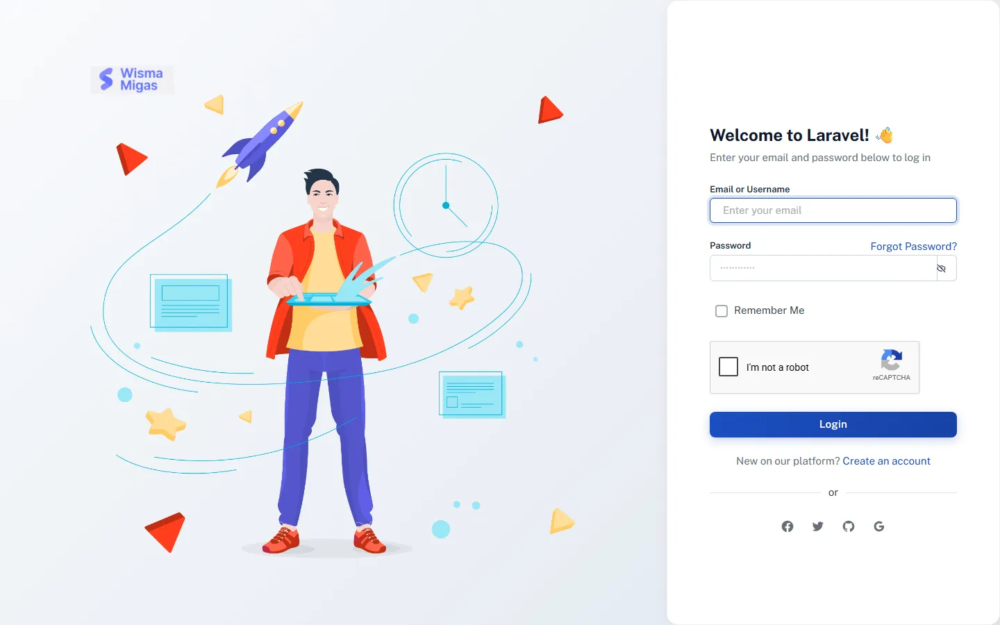 Wisma
Migas
Welcome to Laravel! 👋
Enter your email and password below to log in
Email or Username
Enter your email
Password
Forgot Password?
············
Remember Me
I'm not a robot
reCAPTCHA
Login
New on our platform? Create an account
or